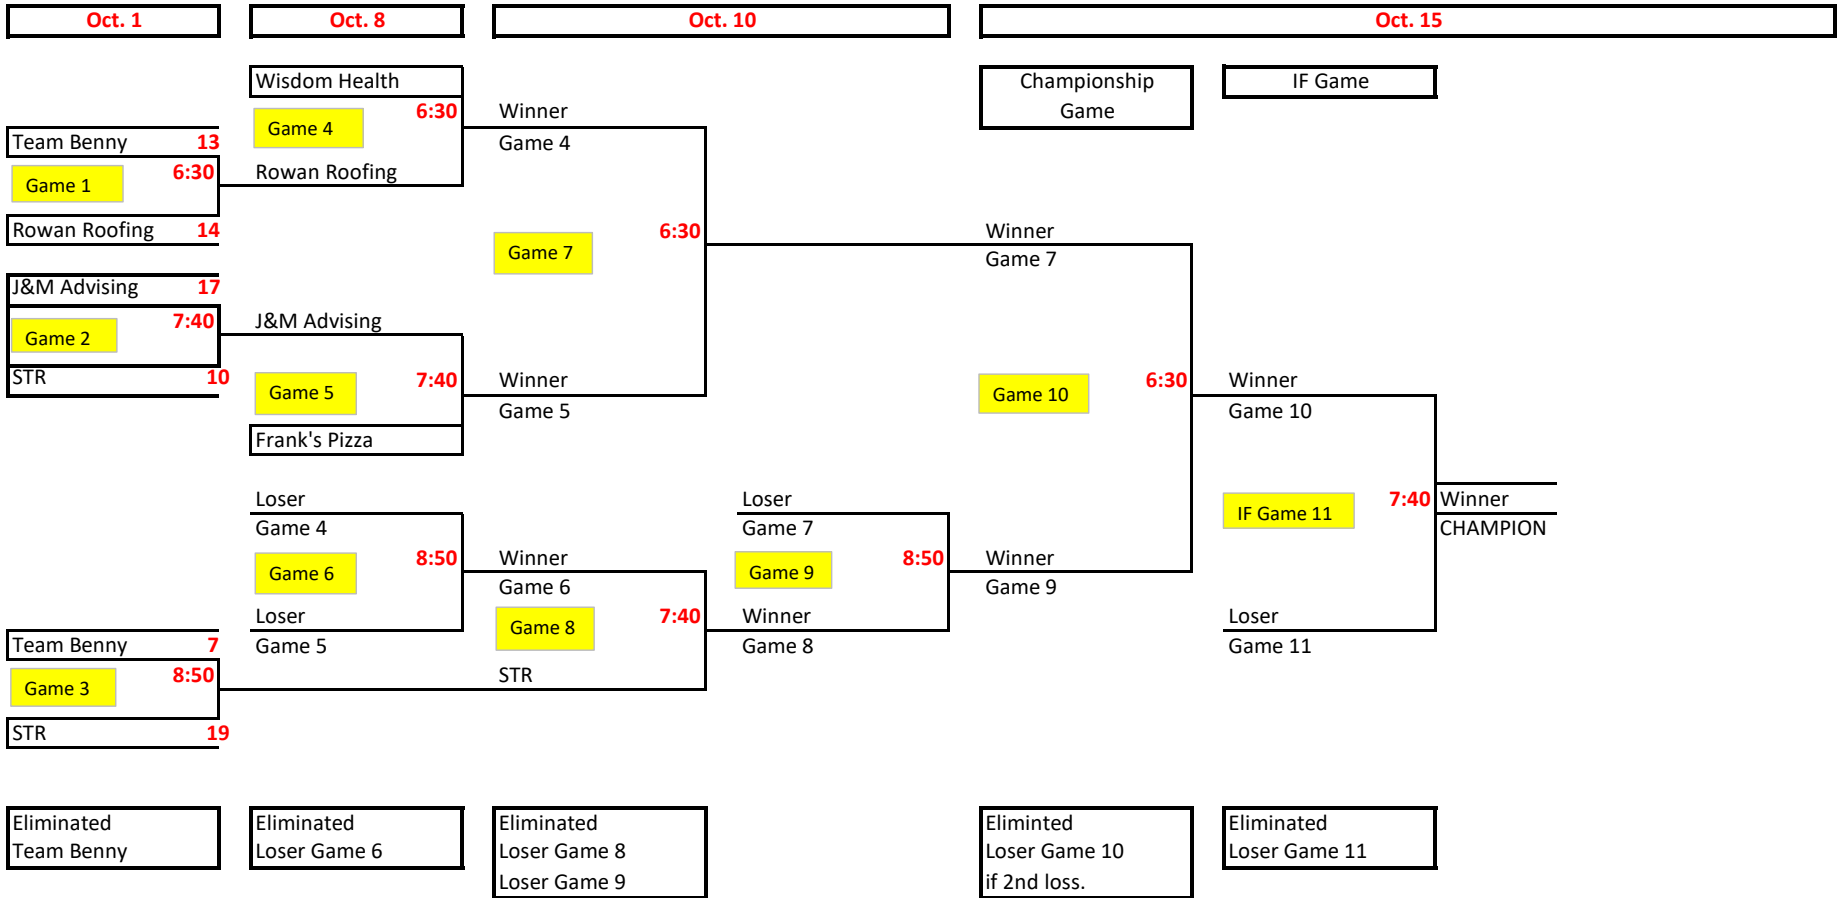 Oct. 1
Oct. 8
Oct. 10
Oct. 15
Wisdom Health
Championship
Game
IF Game
6:30
Winner
Game 4
Game 4
Team Benny 13
6:30
Game 1
Rowan Roofing
Rowan Roofing 14
Game 7
6:30
Winner
Game 7
J&M Advising 17
7:40
Game 2
J&M Advising
STR 10
7:40
Game 5
Winner
Game 5
Frank's Pizza
Game 10
6:30
Winner
Game 10
Loser
Game 4
8:50
Game 6
Winner
Game 6
Loser
Game 5
Loser
Game 7
8:50
Game 9
Winner
Game 9
IF Game 11
7:40
Winner
CHAMPION
Game 8
7:40
Winner
Game 8
Loser
Game 11
Team Benny 7
8:50
Game 3
STR
STR 19
Eliminated
Team Benny
Eliminated
Loser Game 6
Eliminated
Loser Game 8
Loser Game 9
Eliminted
Loser Game 10
if 2nd loss.
Eliminated
Loser Game 11